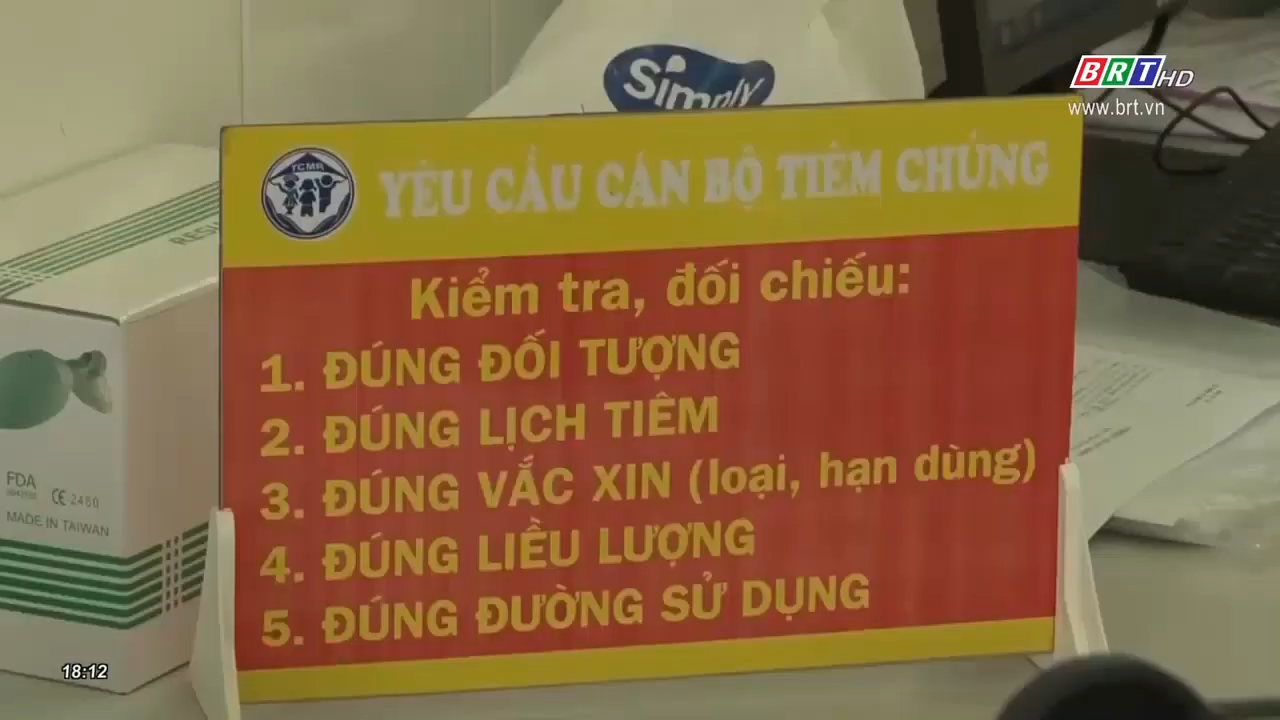 Simply
BRT HD
www.brt.vn
TCMR
YÊU CẦU CÁN BỘ TIÊM CHỦNG
Kiểm tra, đối chiếu:
1. ĐÚNG ĐỐI TƯỢNG
2. ĐÚNG LỊCH TIÊM
3. ĐÚNG VẮC XIN (loại, hạn dùng)
4. ĐÚNG LIỀU LƯỢNG
5. ĐÚNG ĐƯỜNG SỬ DỤNG
FDA
CE 2460
MADE IN TAIWAN
18:12